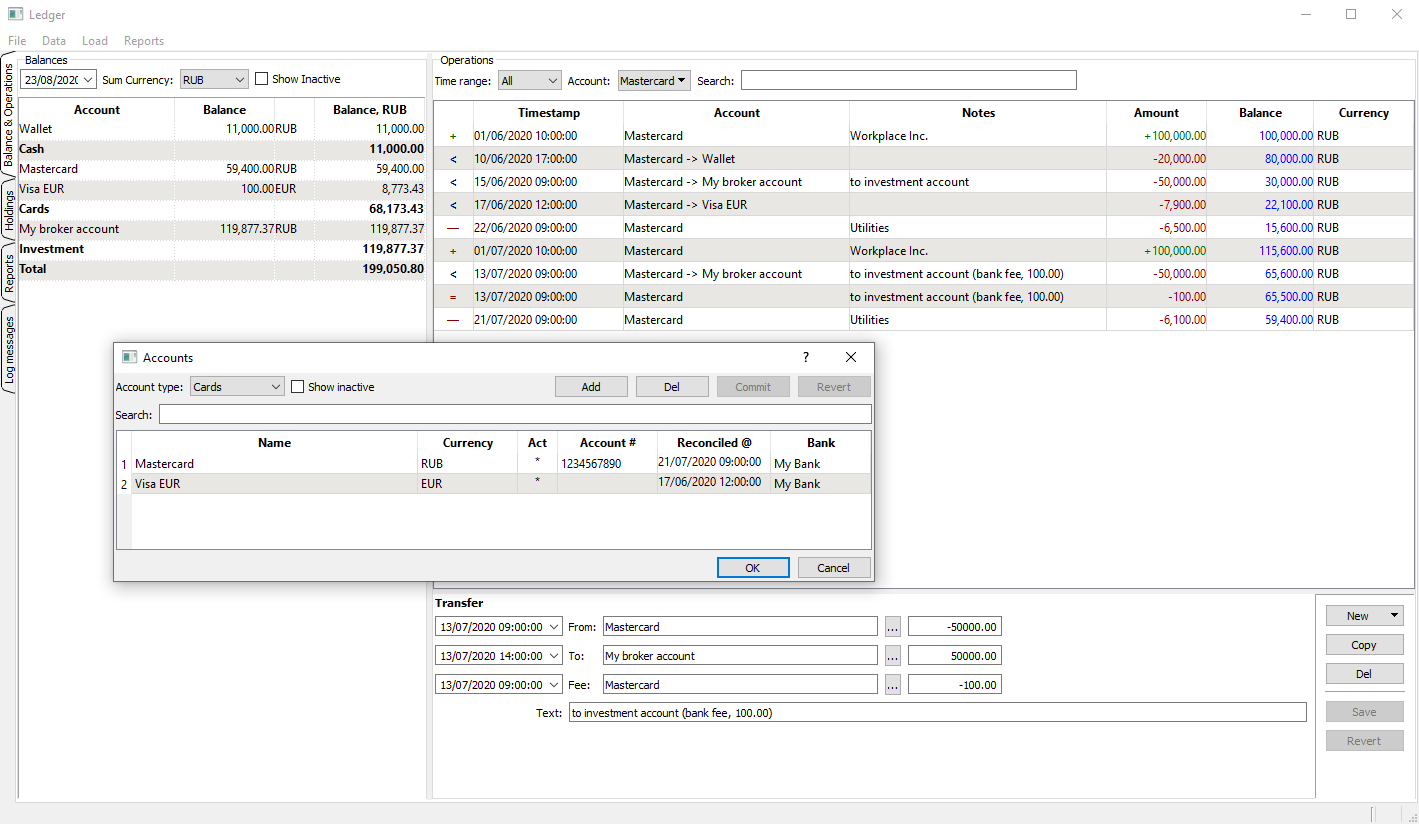 Ledger
File Data Load Reports
Balance & Operations
Holdings
Reports
Log messages
Balances
23/08/2020 Sum Currency: RUB Show Inactive
Account Balance Balance, RUB
Wallet 11,000.00 RUB 11,000.00
Cash 11,000.00
Mastercard 59,400.00 RUB 59,400.00
Visa EUR 100.00 EUR 8,773.43
Cards 68,173.43
My broker account 119,877.37 RUB 119,877.37
Investment 119,877.37
Total 199,050.80
Operations
Time range: All Account: Mastercard Search:
Timestamp Account Notes Amount Balance Currency
+ 01/06/2020 10:00:00 Mastercard Workplace Inc. +100,000.00 100,000.00 RUB
< 10/06/2020 17:00:00 Mastercard -> Wallet -20,000.00 80,000.00 RUB
< 15/06/2020 09:00:00 Mastercard -> My broker account to investment account -50,000.00 30,000.00 RUB
< 17/06/2020 12:00:00 Mastercard -> Visa EUR -7,900.00 22,100.00 RUB
— 22/06/2020 09:00:00 Mastercard Utilities -6,500.00 15,600.00 RUB
+ 01/07/2020 10:00:00 Mastercard Workplace Inc. +100,000.00 115,600.00 RUB
< 13/07/2020 09:00:00 Mastercard -> My broker account to investment account (bank fee, 100.00) -50,000.00 65,600.00 RUB
= 13/07/2020 09:00:00 Mastercard to investment account (bank fee, 100.00) -100.00 65,500.00 RUB
— 21/07/2020 09:00:00 Mastercard Utilities -6,100.00 59,400.00 RUB
Accounts ?
Account type: Cards Show inactive Add Del Commit Revert
Search:
Name Currency Act Account # Reconciled @ Bank
1 Mastercard RUB * 1234567890 21/07/2020 09:00:00 My Bank
2 Visa EUR EUR * 17/06/2020 12:00:00 My Bank
OK Cancel
Transfer
13/07/2020 09:00:00 From: Mastercard ... -50000.00
13/07/2020 14:00:00 To: My broker account ... 50000.00
13/07/2020 09:00:00 Fee: Mastercard ... -100.00
Text: to investment account (bank fee, 100.00)
New
Copy
Del
Save
Revert